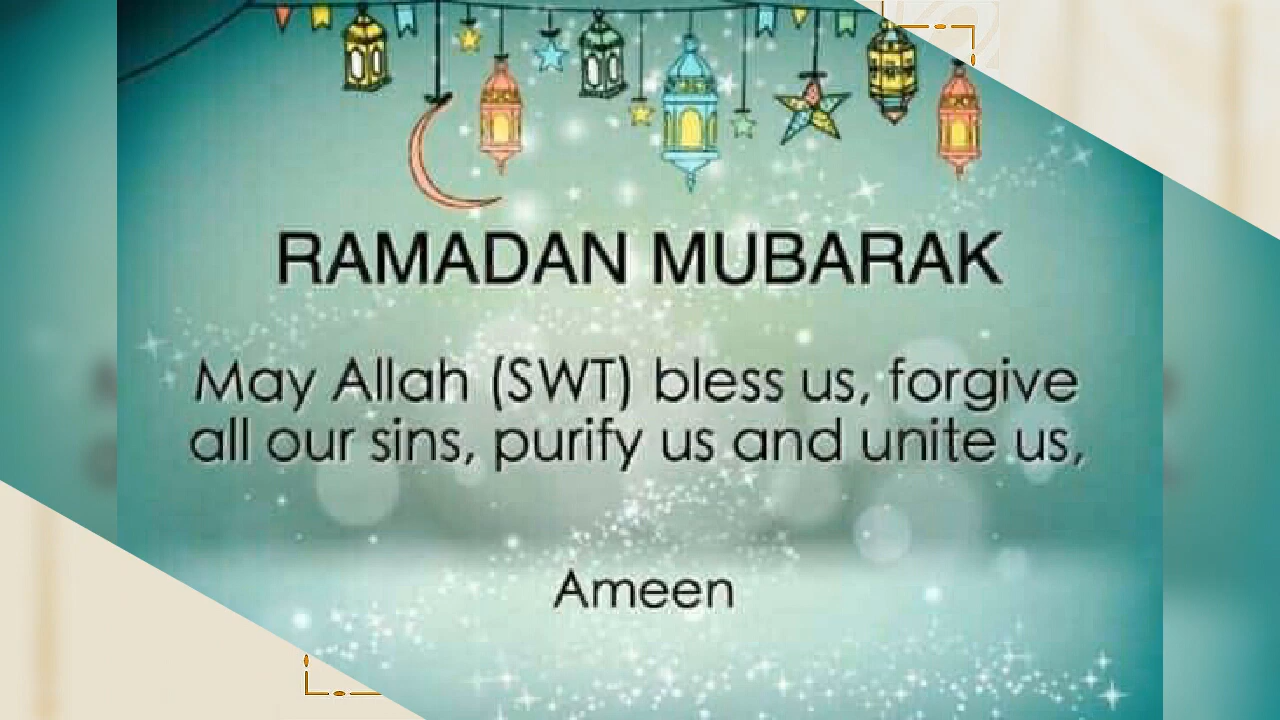 RAMADAN MUBARAK
May Allah (SWT) bless us, forgive
all our sins, purify us and unite us,
Ameen